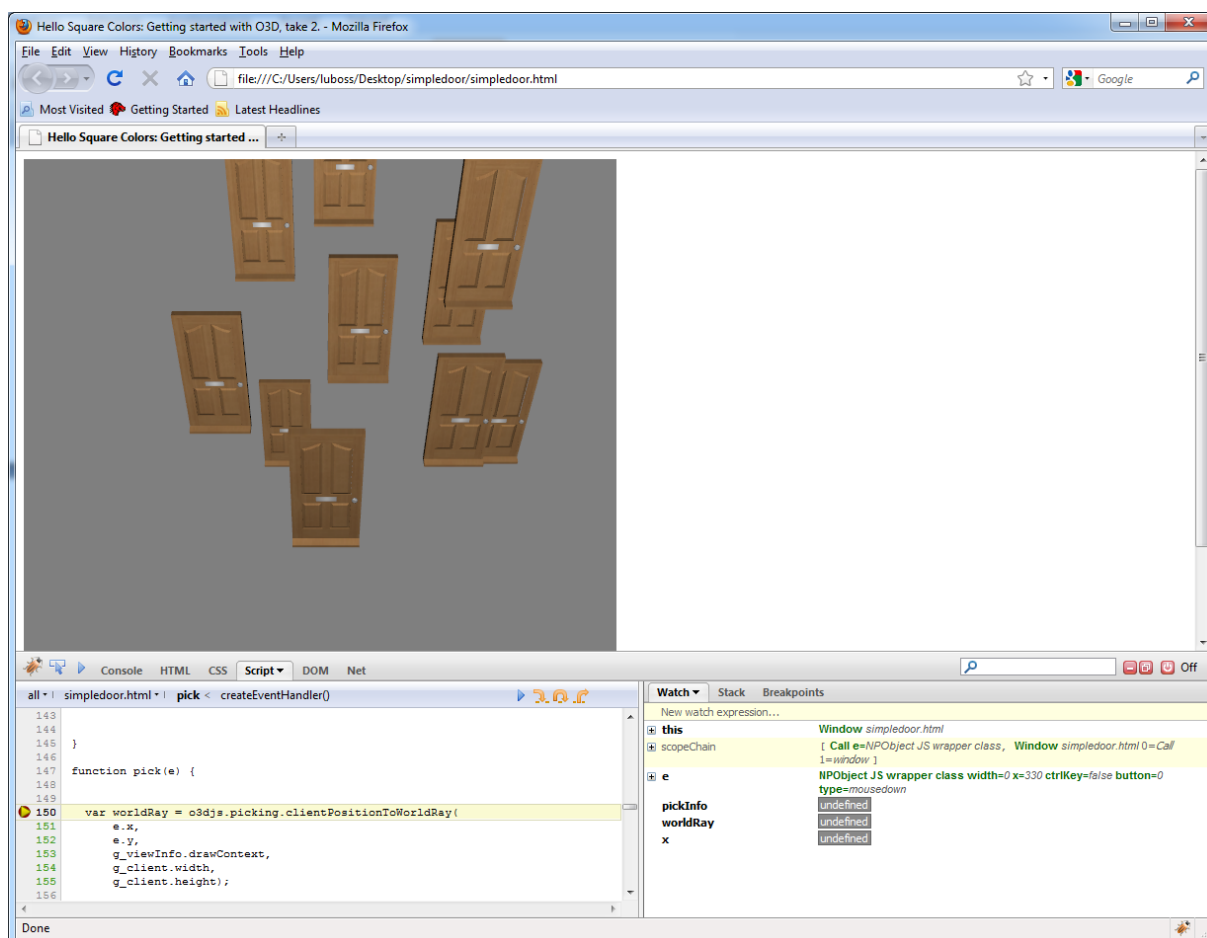 Hello Square Colors: Getting started with O3D, take 2. - Mozilla Firefox
File Edit View History Bookmarks Tools Help
file:///C:/Users/luboss/Desktop/simpledoor/simpledoor.html
Google
Most Visited Getting Started Latest Headlines
Hello Square Colors: Getting started ...
Console HTML CSS Script DOM Net
Off
all simpledoor.html pick < createEventHandler()
143
144
145 }
146
147 function pick(e) {
148
149
150 var worldRay = o3djs.picking.clientPositionToWorldRay(
151 e.x,
152 e.y,
153 g_viewInfo.drawContext,
154 g_client.width,
155 g_client.height);
156
Watch Stack Breakpoints
New watch expression...
this Window simpledoor.html
scopeChain [ Call e=NPObject JS wrapper class, Window simpledoor.html 0=Call
1=window ]
e NPObject JS wrapper class width=0 x=330 ctrlKey=false button=0
type=mousedown
pickInfo undefined
worldRay undefined
x undefined
Done